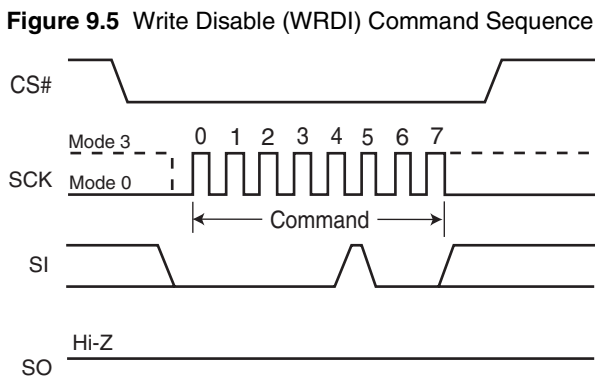 Figure 9.5 Write Disable (WRDI) Command Sequence
CS#
Mode 3
0 1 2 3 4 5 6 7
SCK
Mode 0
Command
SI
Hi-Z
SO